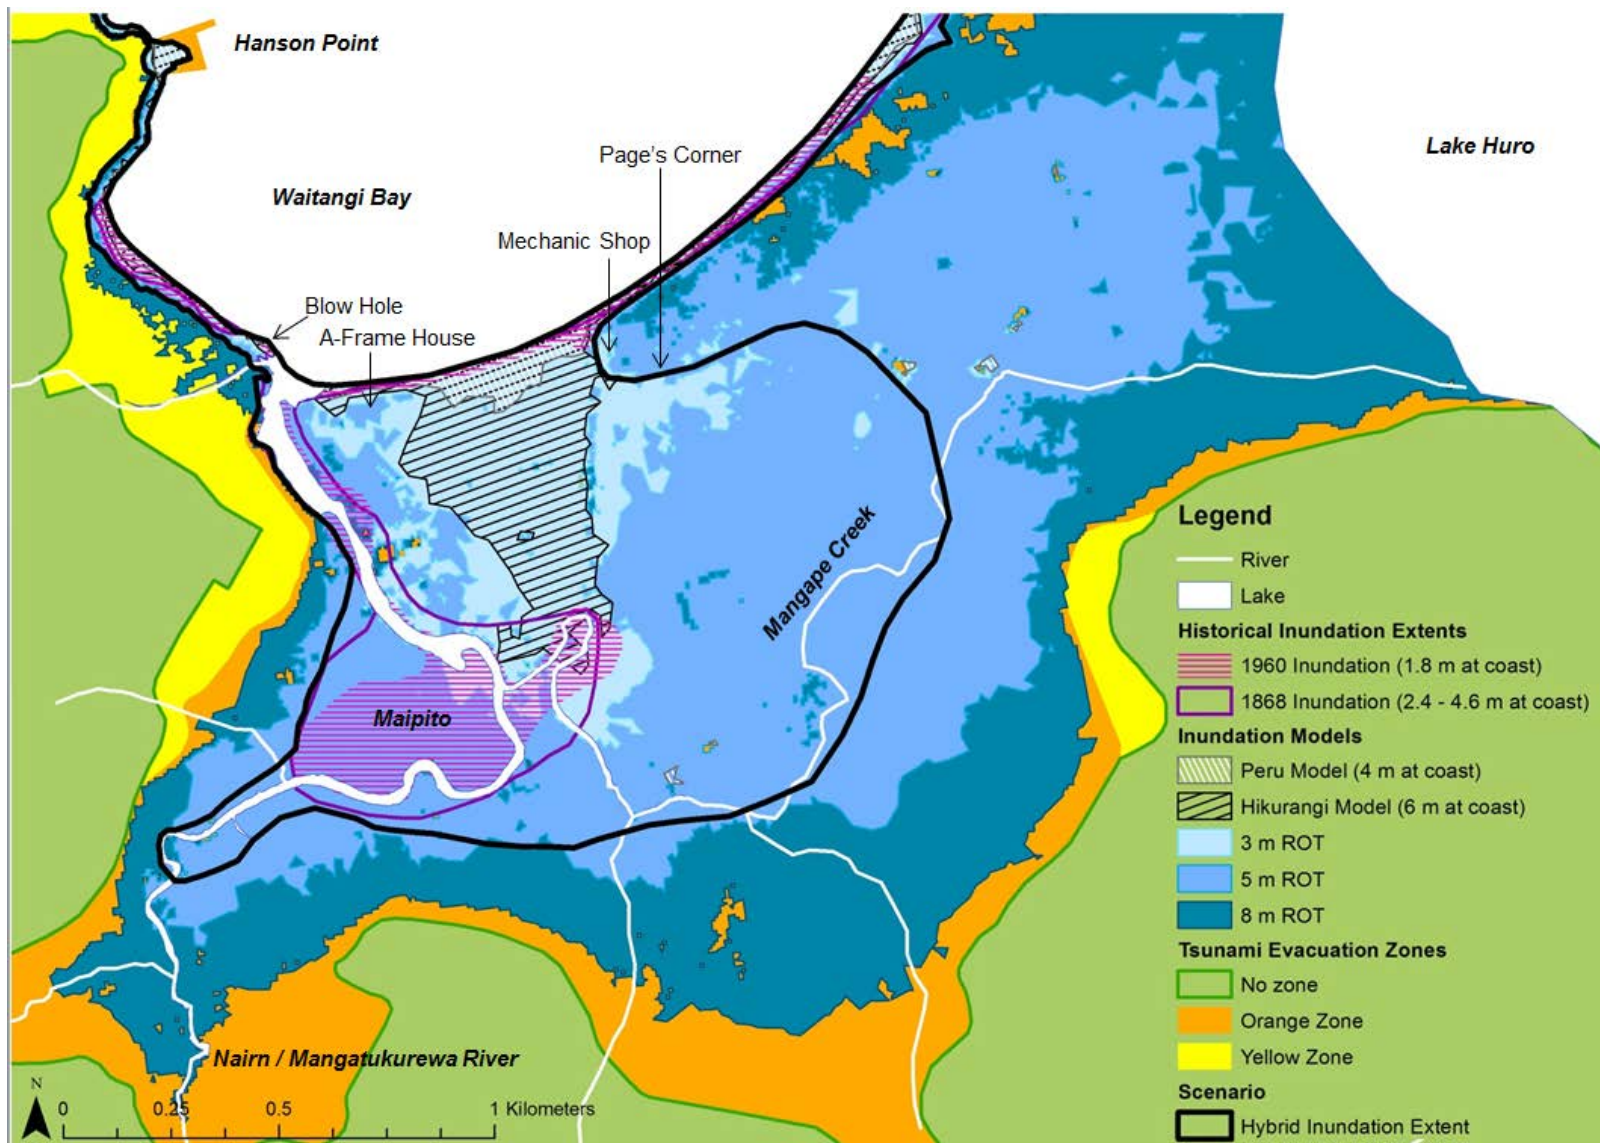 Hanson Point
Lake Huro
Page's Corner
Waitangi Bay
Mechanic Shop
Blow Hole
A-Frame House
Mangape Creek
Maipito
Nairn / Mangatukurewa River
N
0 0.25 0.5 1 Kilometers
Legend
River
Lake
Historical Inundation Extents
1960 Inundation (1.8 m at coast)
1868 Inundation (2.4 - 4.6 m at coast)
Inundation Models
Peru Model (4 m at coast)
Hikurangi Model (6 m at coast)
3 m ROT
5 m ROT
8 m ROT
Tsunami Evacuation Zones
No zone
Orange Zone
Yellow Zone
Scenario
Hybrid Inundation Extent